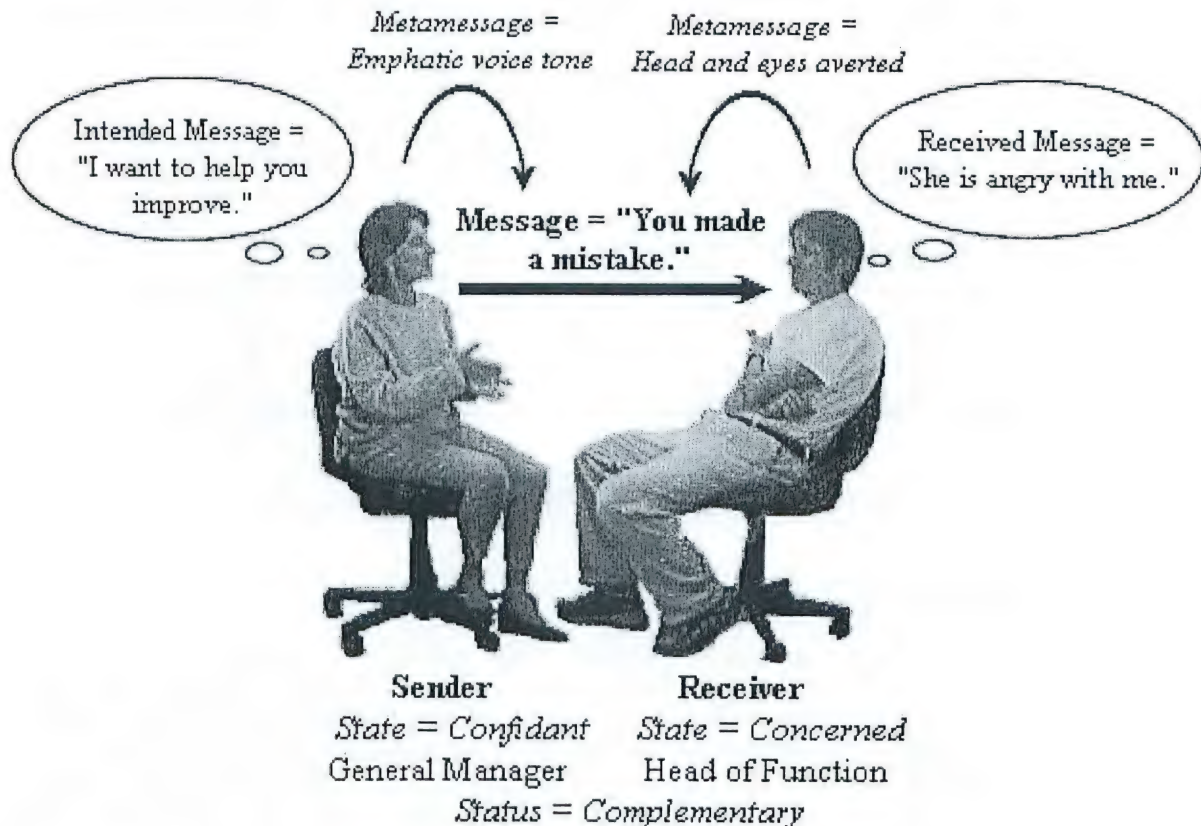 Metamessage =
Emphatic voice tone
Metamessage =
Head and eyes averted
Intended Message =
"I want to help you
improve."
Received Message =
"She is angry with me."
Message = "You made
a mistake."
Sender
State = Confidant
General Manager
Receiver
State = Concerned
Head of Function
Status = Complementary